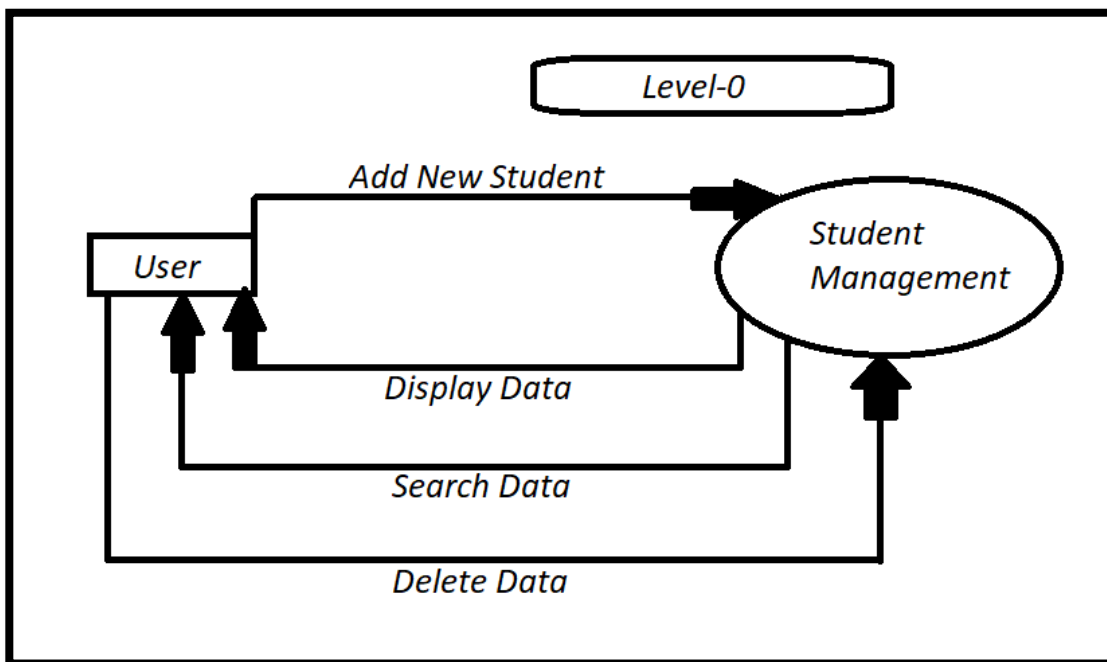 Level-0
Add New Student
User
Student
Management
Display Data
Search Data
Delete Data